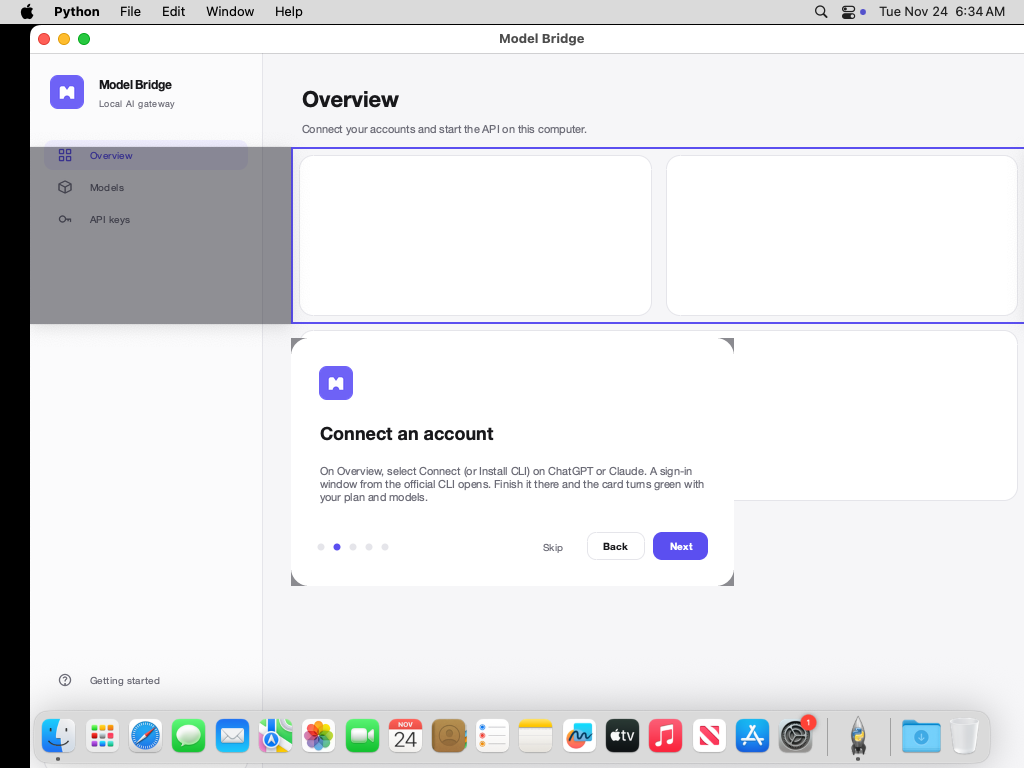 Python File Edit Window Help
Tue Nov 24 6:34 AM
Model Bridge
Model Bridge
Local AI gateway
Overview
Models
API keys
Getting started
Overview
Connect your accounts and start the API on this computer.
Connect an account
On Overview, select Connect (or Install CLI) on ChatGPT or Claude. A sign-in
window from the official CLI opens. Finish it there and the card turns green with
your plan and models.
Skip
Back
Next
NOV
24
tv
1